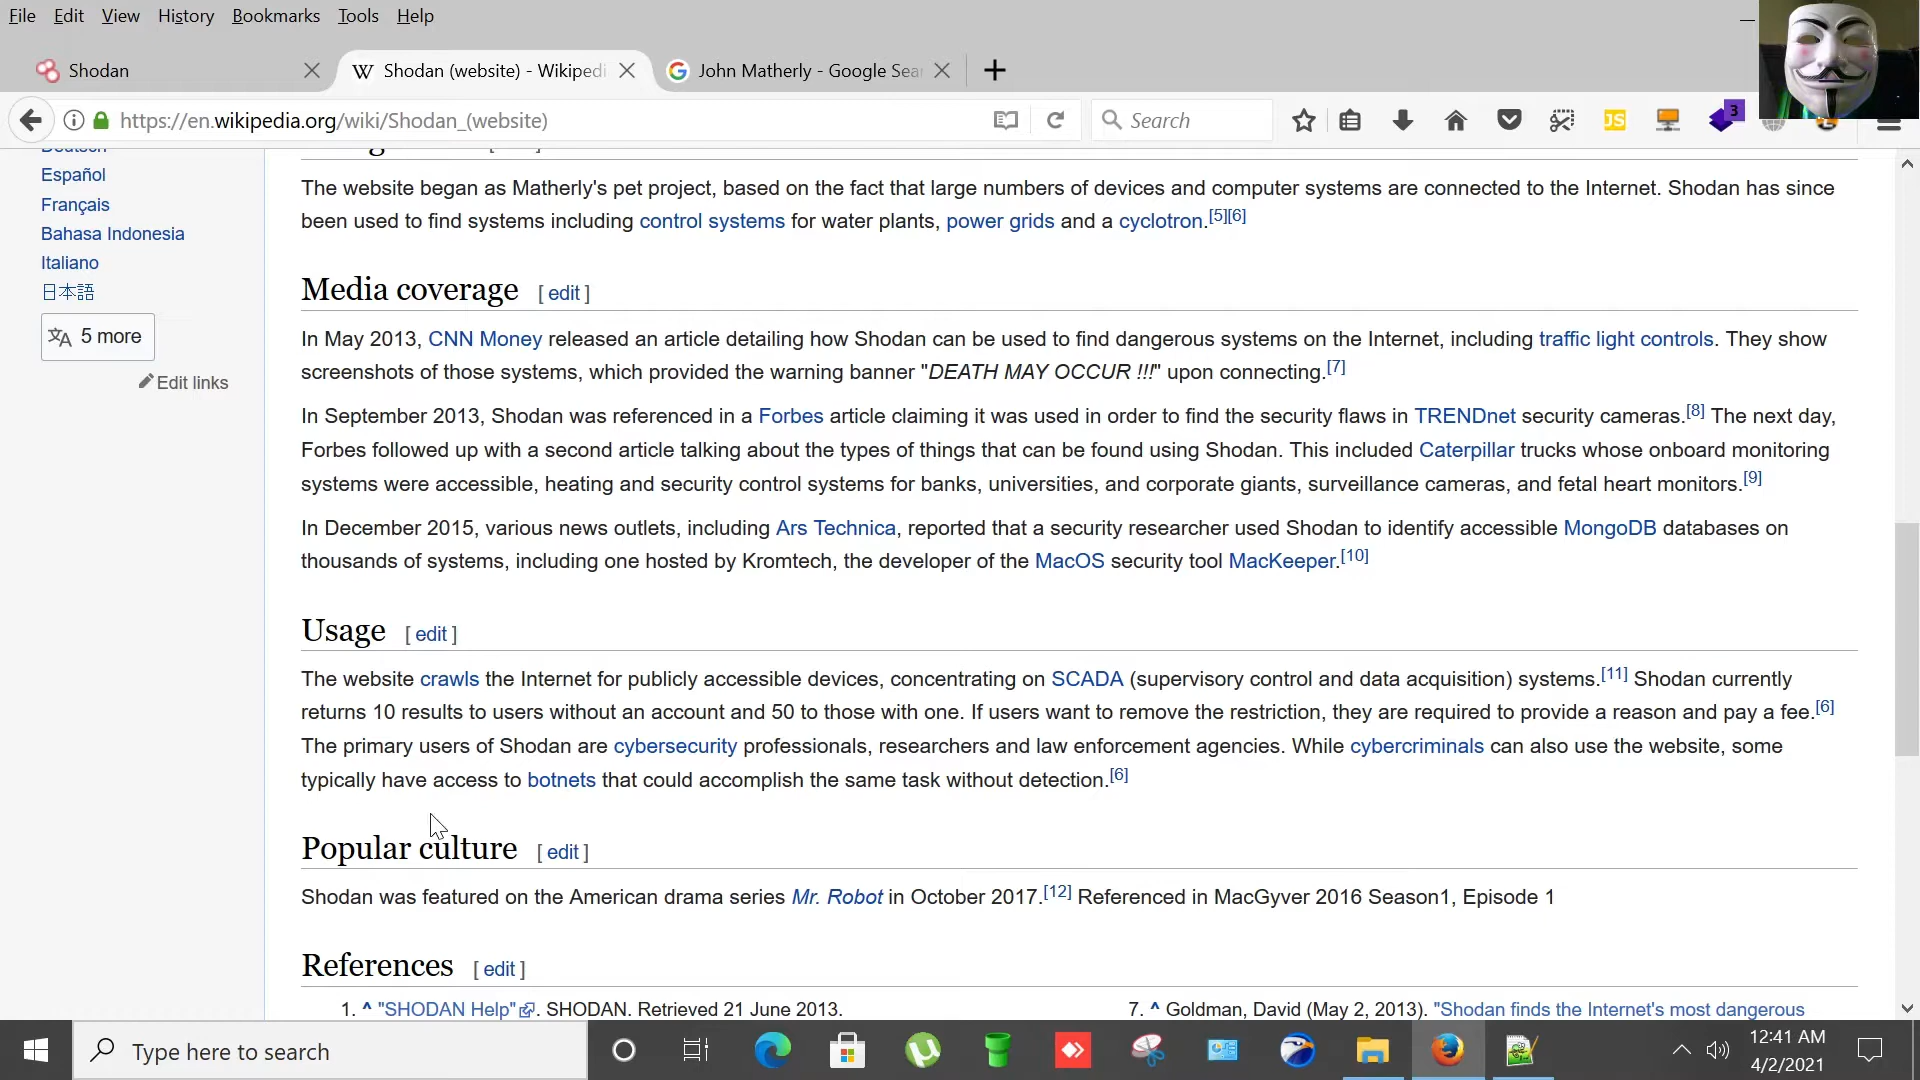 File Edit View History Bookmarks Tools Help
Shodan
Shodan (website) - Wikipedi
John Matherly - Google Sear
https://en.wikipedia.org/wiki/Shodan_(website)
Search
JS
3
Deutsch
Español
Français
Bahasa Indonesia
Italiano
日本語
5 more
Edit links
The website began as Matherly's pet project, based on the fact that large numbers of devices and computer systems are connected to the Internet. Shodan has since
been used to find systems including control systems for water plants, power grids and a cyclotron.[5][6]
Media coverage [ edit ]
In May 2013, CNN Money released an article detailing how Shodan can be used to find dangerous systems on the Internet, including traffic light controls. They show
screenshots of those systems, which provided the warning banner "DEATH MAY OCCUR !!!" upon connecting.[7]
In September 2013, Shodan was referenced in a Forbes article claiming it was used in order to find the security flaws in TRENDnet security cameras.[8] The next day,
Forbes followed up with a second article talking about the types of things that can be found using Shodan. This included Caterpillar trucks whose onboard monitoring
systems were accessible, heating and security control systems for banks, universities, and corporate giants, surveillance cameras, and fetal heart monitors.[9]
In December 2015, various news outlets, including Ars Technica, reported that a security researcher used Shodan to identify accessible MongoDB databases on
thousands of systems, including one hosted by Kromtech, the developer of the MacOS security tool MacKeeper.[10]
Usage [ edit ]
The website crawls the Internet for publicly accessible devices, concentrating on SCADA (supervisory control and data acquisition) systems.[11] Shodan currently
returns 10 results to users without an account and 50 to those with one. If users want to remove the restriction, they are required to provide a reason and pay a fee.[6]
The primary users of Shodan are cybersecurity professionals, researchers and law enforcement agencies. While cybercriminals can also use the website, some
typically have access to botnets that could accomplish the same task without detection.[6]
Popular culture [ edit ]
Shodan was featured on the American drama series Mr. Robot in October 2017.[12] Referenced in MacGyver 2016 Season1, Episode 1
References [ edit ]
1. ^ "SHODAN Help". SHODAN. Retrieved 21 June 2013.
7. ^ Goldman, David (May 2, 2013). "Shodan finds the Internet's most dangerous
Type here to search
12:41 AM
4/2/2021